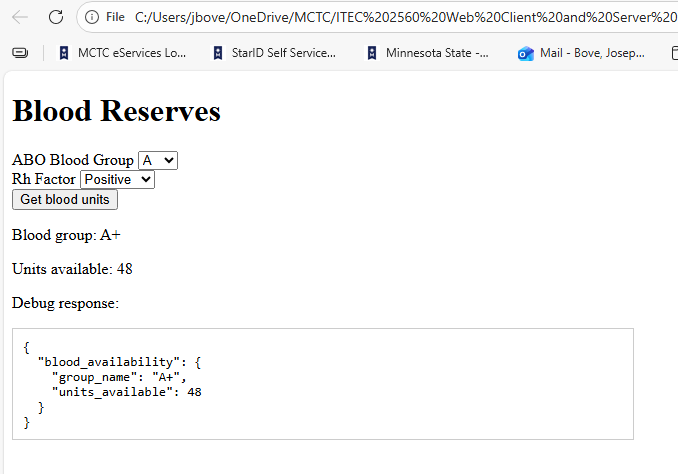 File C:/Users/jbove/OneDrive/MCTC/ITEC%202560%20Web%20Client%20and%20Server%20
MCTC eServices Lo... StarID Self Service... Minnesota State -... Mail - Bove, Josep...
Blood Reserves
ABO Blood Group A
Rh Factor Positive
Get blood units
Blood group: A+
Units available: 48
Debug response:
{
  "blood_availability": {
    "group_name": "A+",
    "units_available": 48
  }
}